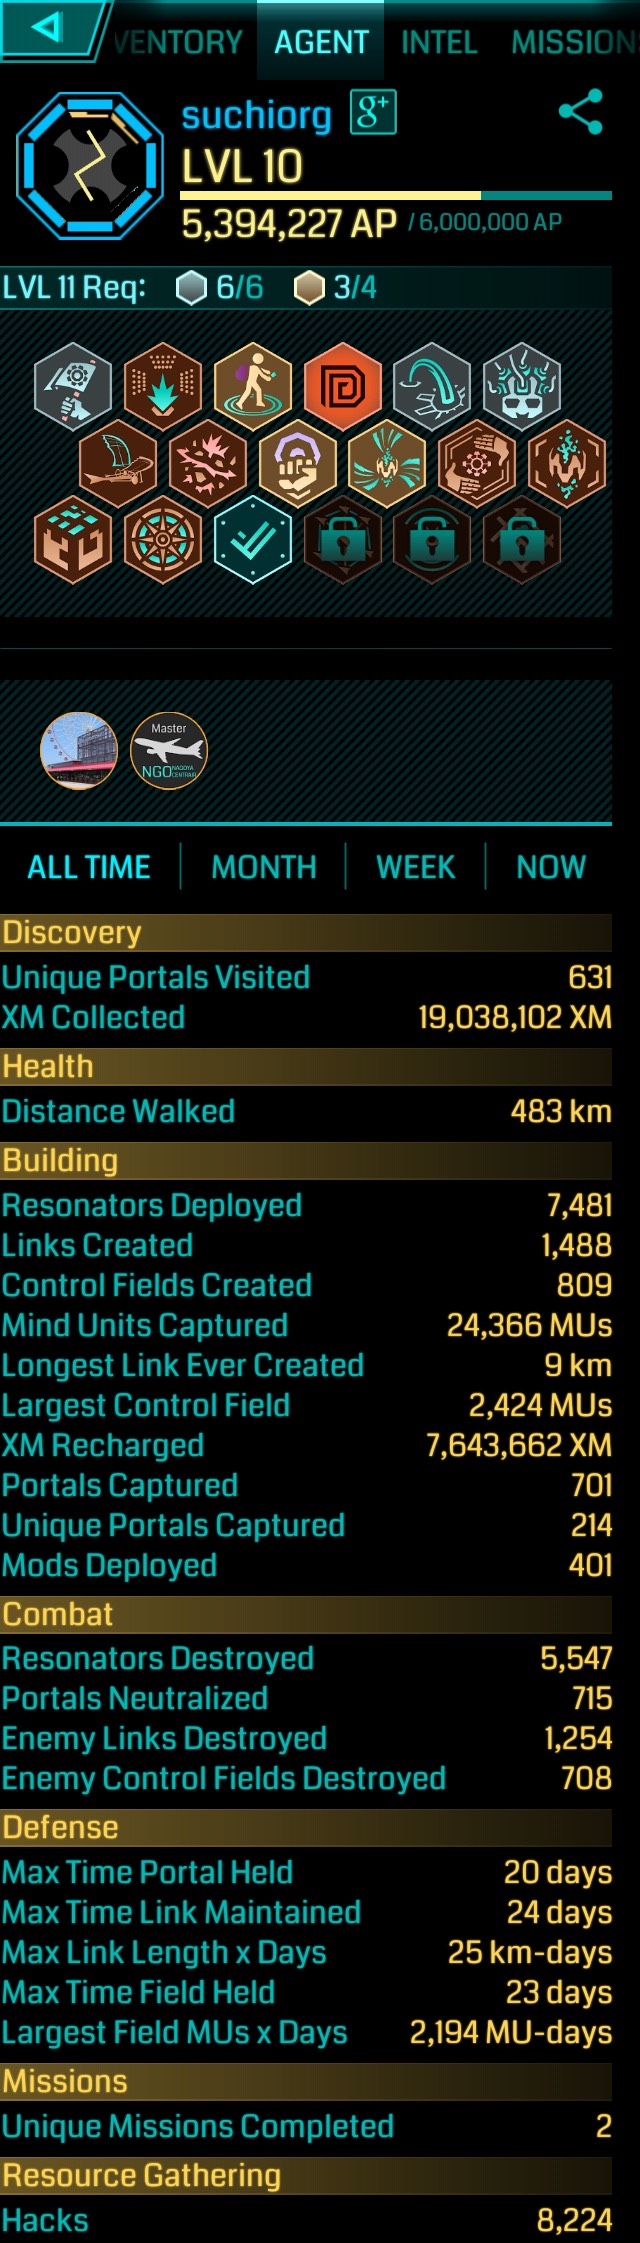 VENTORY AGENT INTEL MISSION
suchiorg g+
LVL 10
5,394,227 AP / 6,000,000 AP
LVL 11 Req: 6/6 3/4
Master
NGO NAGOYA CENTRAIR
ALL TIME MONTH WEEK NOW
Discovery
Unique Portals Visited 631
XM Collected 19,038,102 XM
Health
Distance Walked 483 km
Building
Resonators Deployed 7,481
Links Created 1,488
Control Fields Created 809
Mind Units Captured 24,366 MUs
Longest Link Ever Created 9 km
Largest Control Field 2,424 MUs
XM Recharged 7,643,662 XM
Portals Captured 701
Unique Portals Captured 214
Mods Deployed 401
Combat
Resonators Destroyed 5,547
Portals Neutralized 715
Enemy Links Destroyed 1,254
Enemy Control Fields Destroyed 708
Defense
Max Time Portal Held 20 days
Max Time Link Maintained 24 days
Max Link Length x Days 25 km-days
Max Time Field Held 23 days
Largest Field MUs x Days 2,194 MU-days
Missions
Unique Missions Completed 2
Resource Gathering
Hacks 8,224